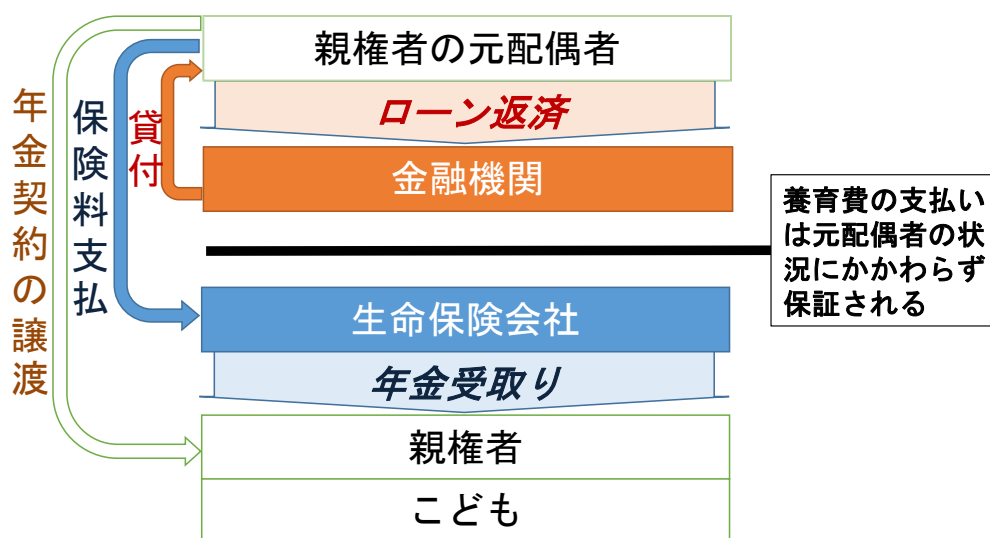 親権者の元配偶者
ローン返済
金融機関
生命保険会社
年金受取り
親権者
こども
年金契約の譲渡
保険料支払
貸付
養育費の支払い
は元配偶者の状
況にかかわらず
保証される